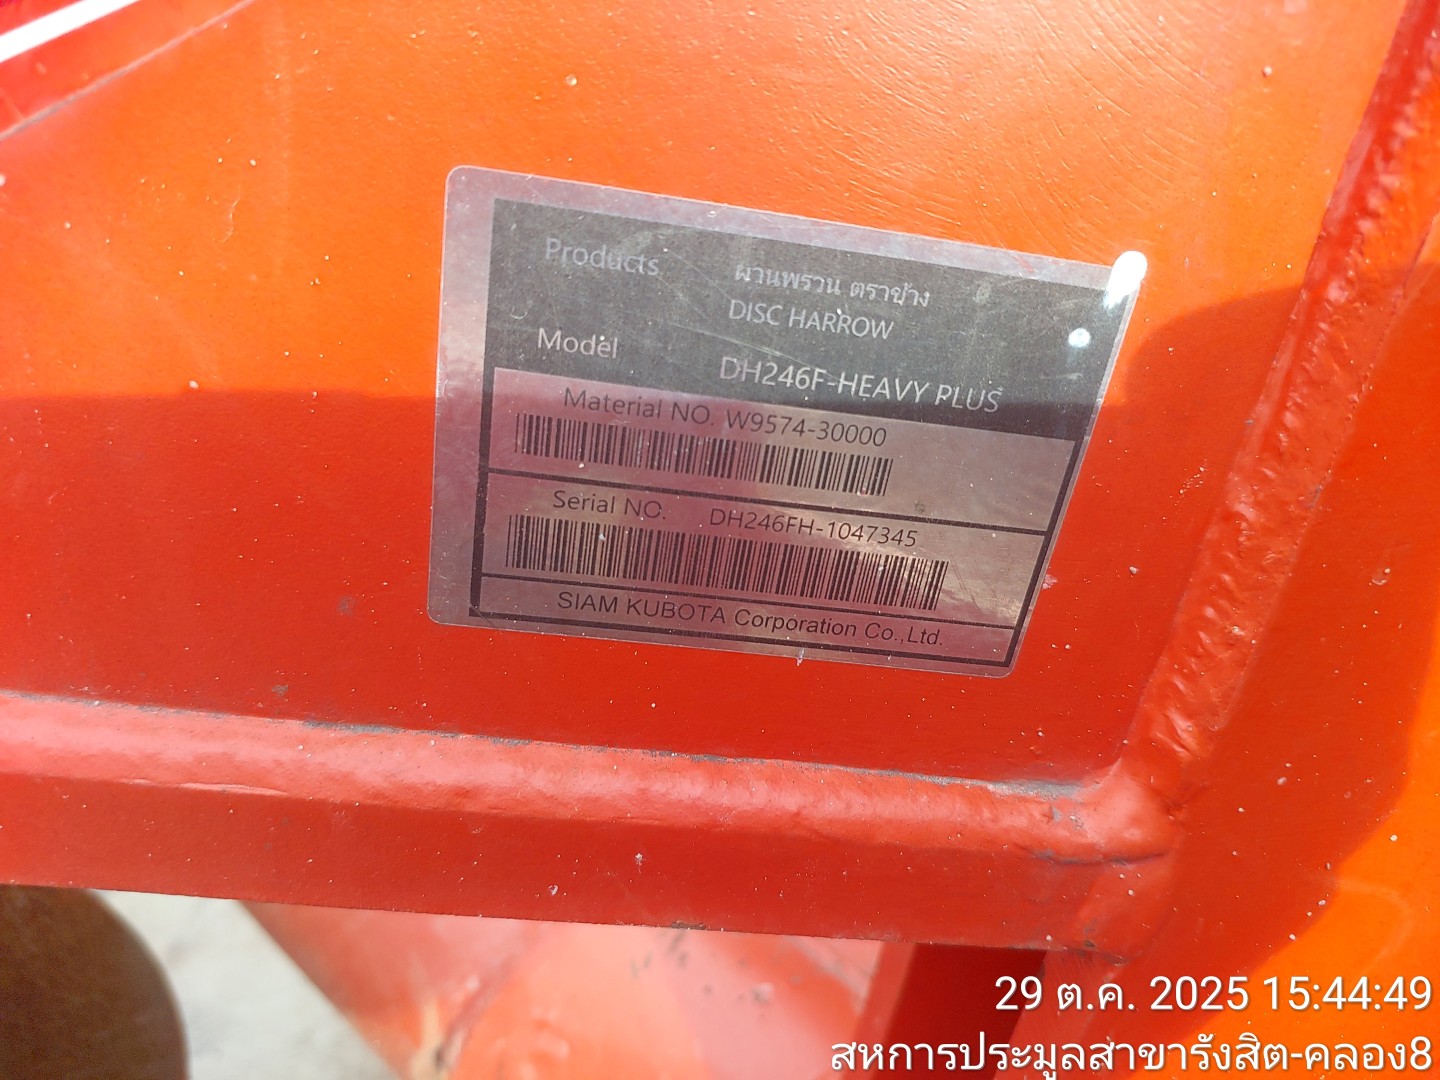 Products ผานพรวน ตราช้าง
DISC HARROW
Model DH246F-HEAVY PLUS
Material NO. W9574-30000
Serial NO. DH246FH-1047345
SIAM KUBOTA Corporation Co.,Ltd.
29 ต.ค. 2025 15:44:49
สหการประมูลสาขารังสิต-คลอง8